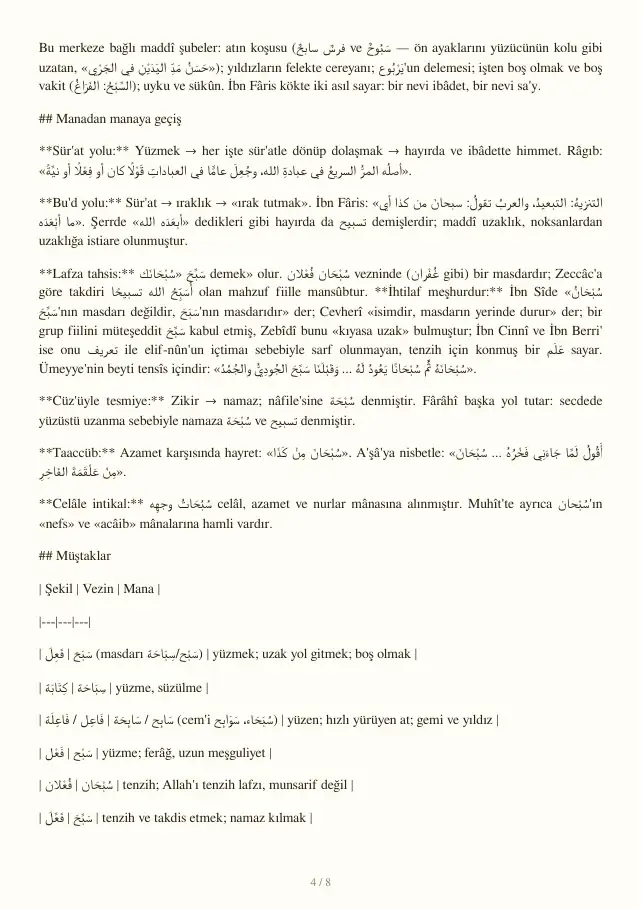 Bu merkeze bağlı maddî şubeler: atın koşusu (فرسٌ سابحٌ ve سَبُوحٌ — ön ayaklarını yüzücünün kolu gibi
uzatan, «حَسَنُ مَدِّ اليَدَيْنِ في الجَرْي»); yıldızların felekte cereyanı; يَرْبُوع'un delemesi; işten boş olmak ve boş
vakit (السَّبْحُ: الفَرَاغُ); uyku ve sükûn. İbn Fâris kökte iki asıl sayar: bir nevi ibâdet, bir nevi sa'y.
## Manadan manaya geçiş
**Sür'at yolu:** Yüzmek → her işte sür'atle dönüp dolaşmak → hayırda ve ibâdette himmet. Râgıb:
«أصلُه المرُّ السريعُ في عبادةِ الله، وجُعِلَ عامًّا في العباداتِ قَوْلًا كان أو فِعْلًا أو نيَّةً».
**Bu'd yolu:** Sür'at → ıraklık → «ırak tutmak». İbn Fâris: «التنزيهُ: التبعيدُ، والعربُ تقولُ: سبحانَ من كذا أي
ما أَبْعَدَه». Şerrde «أبعَدَه الله» dedikleri gibi hayırda da تسبيح demişlerdir; maddî uzaklık, noksanlardan
uzaklığa istiare olunmuştur.
**Lafza tahsis:** سَبَّحَ «سُبْحَانَك demek» olur. سُبْحَان فُعْلَان vezninde (غُفْرَان gibi) bir masdardır; Zeccâc'a
göre takdiri أُسَبِّحُ الله تسبيحًا olan mahzuf fiille mansûbtur. **İhtilaf meşhurdur:** İbn Sîde «سُبْحَانُ
سَبَّحَ'nın masdarı değildir, سَبَحَ'nın masdarıdır» der; Cevherî «isimdir, masdarın yerinde durur» der; bir
grup fiilini müteşeddit سَبَّحَ kabul etmiş, Zebîdî bunu «kıyasa uzak» bulmuştur; İbn Cinnî ve İbn Berri'
ise onu تعريف ile elif-nûn'un içtimaı sebebiyle sarf olunmayan, tenzih için konmuş bir عَلَم sayar.
Ümeyye'nin beyti tensîs içindir: «سُبْحَانَهُ ثُمَّ سُبْحَانًا يَعُودُ لَهُ ... وَقَبْلَنَا سَبَّحَ الجُودِيُّ والجُمُدُ».
**Cüz'üyle tesmiye:** Zikir → namaz; nâfile'sine سُبْحَة denmiştir. Fârâhî başka yol tutar: secdede
yüzüstü uzanma sebebiyle namaza سُبْحَة ve تسبيح denmiştir.
**Taaccüb:** Azamet karşısında hayret: «سُبْحَانَ مِنْ كَذَا». A'şâ'ya nisbetle: «أَقُولُ لَمَّا جَاءَنِي فَخْرُهُ ... سُبْحَانَ
مِنْ عَلْقَمَةَ الفَاخِرِ».
**Celâle intikal:** سُبُحَاتُ وجهِه celâl, azamet ve nurlar mânasına alınmıştır. Muhît'te ayrıca سُبْحان'ın
«nefs» ve «acâib» mânalarına hamli vardır.
## Müştaklar
| Şekil | Vezin | Mana |
|---|---|---|
| سَبَحَ | فَعِلَ (masdarı سَبْح/سِبَاحَة) | yüzmek; uzak yol gitmek; boş olmak |
| سِبَاحَة | كِتَابَة | yüzme, süzülme |
| سَابِح / سَابِحَة | فَاعِل / فَاعِلَة (cem'i سُبَحَاء، سَوَابِح) | yüzen; hızlı yürüyen at; gemi ve yıldız |
| سَبْح | فَعْل | yüzme; ferâğ, uzun meşguliyet |
| سُبْحَان | فُعْلَان | tenzih; Allah'ı tenzih lafzı, munsarif değil |
| سَبَّحَ | فَعَّلَ | tenzih ve takdis etmek; namaz kılmak |
4 / 8